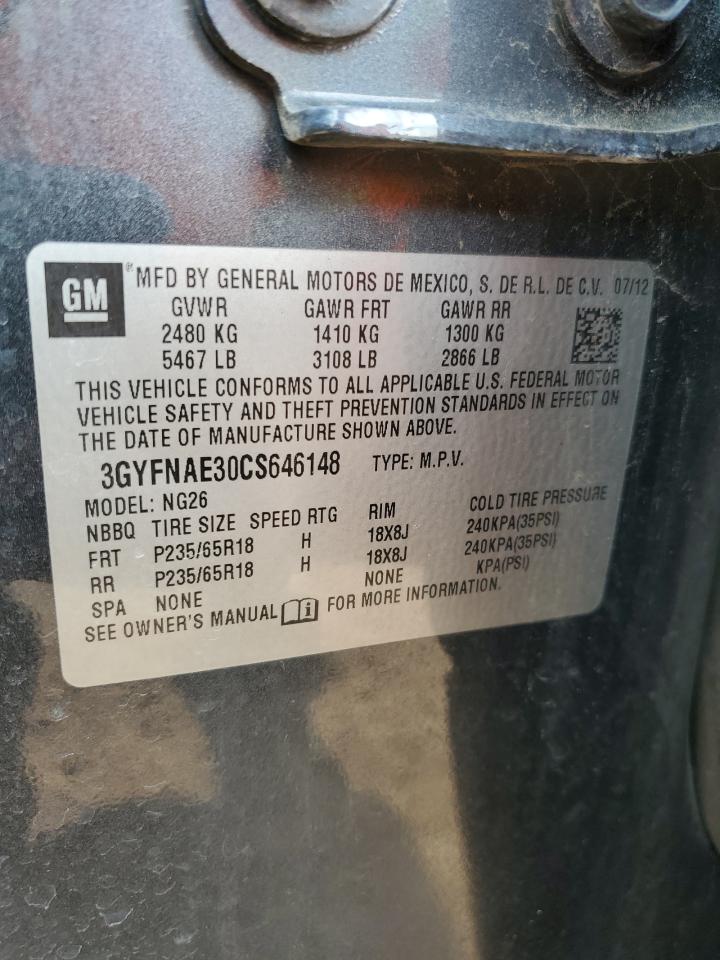 GM ® MFD BY GENERAL MOTORS DE MEXICO, S. DE R.L. DE C.V. 07/12
GVWR GAWR FRT GAWR RR
2480 KG 1410 KG 1300 KG
5467 LB 3108 LB 2866 LB
THIS VEHICLE CONFORMS TO ALL APPLICABLE U.S. FEDERAL MOTOR
VEHICLE SAFETY AND THEFT PREVENTION STANDARDS IN EFFECT ON
THE DATE OF MANUFACTURE SHOWN ABOVE.
3GYFNAE30CS646148 TYPE: M.P.V.
MODEL: NG26
NBBQ TIRE SIZE SPEED RTG RIM COLD TIRE PRESSURE
FRT P235/65R18 H 18X8J 240KPA(35PSI)
RR P235/65R18 H 18X8J 240KPA(35PSI)
SPA NONE NONE KPA(PSI)
SEE OWNER'S MANUAL i FOR MORE INFORMATION.